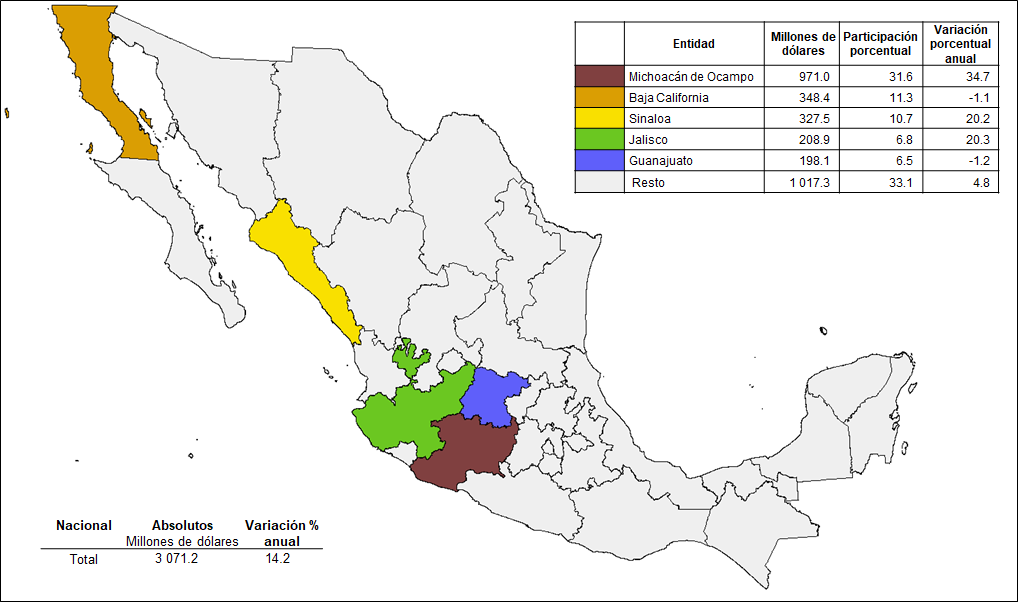 Entidad Millones de dólares Participación porcentual Variación porcentual anual
Michoacán de Ocampo 971.0 31.6 34.7
Baja California 348.4 11.3 -1.1
Sinaloa 327.5 10.7 20.2
Jalisco 208.9 6.8 20.3
Guanajuato 198.1 6.5 -1.2
Resto 1 017.3 33.1 4.8
Nacional Absolutos Variación %
Millones de dólares anual
Total 3 071.2 14.2